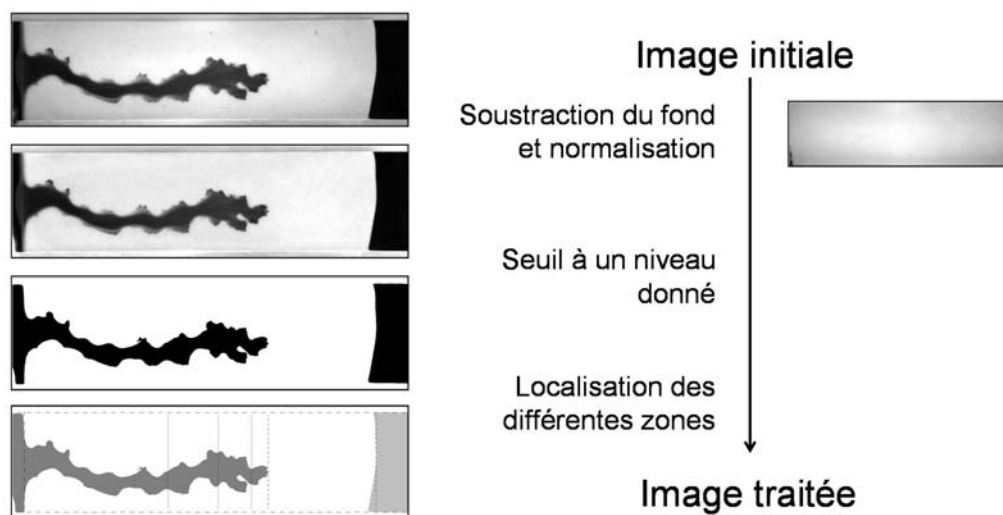 Image initiale
Soustraction du fond
et normalisation
Seuil à un niveau
donné
Localisation des
différentes zones
Image traitée